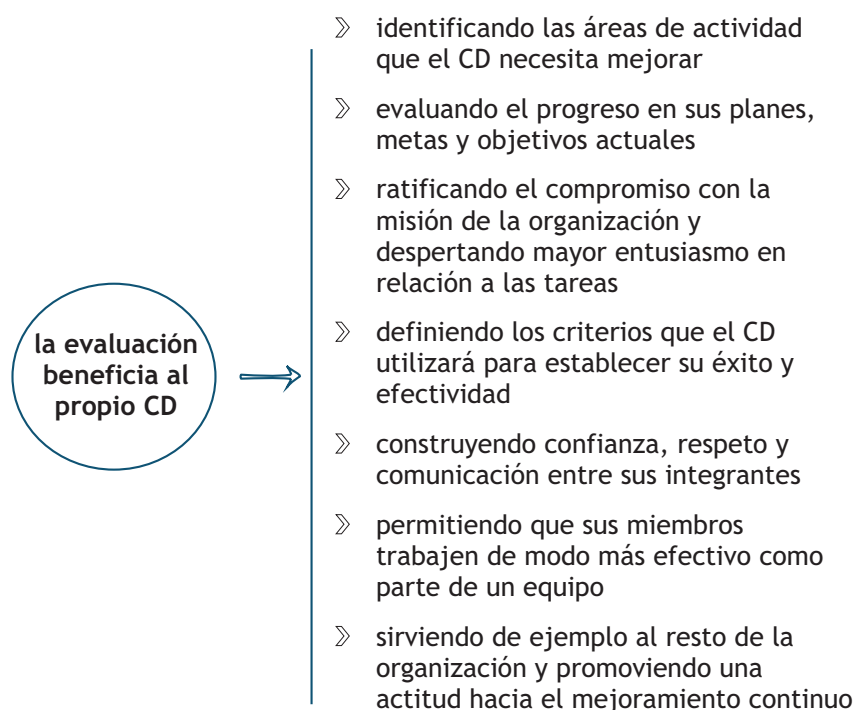 la evaluación
beneficia al
propio CD
identificando las áreas de actividad
que el CD necesita mejorar
evaluando el progreso en sus planes,
metas y objetivos actuales
ratificando el compromiso con la
misión de la organización y
despertando mayor entusiasmo en
relación a las tareas
definiendo los criterios que el CD
utilizará para establecer su éxito y
efectividad
construyendo confianza, respeto y
comunicación entre sus integrantes
permitiendo que sus miembros
trabajen de modo más efectivo como
parte de un equipo
sirviendo de ejemplo al resto de la
organización y promoviendo una
actitud hacia el mejoramiento continuo